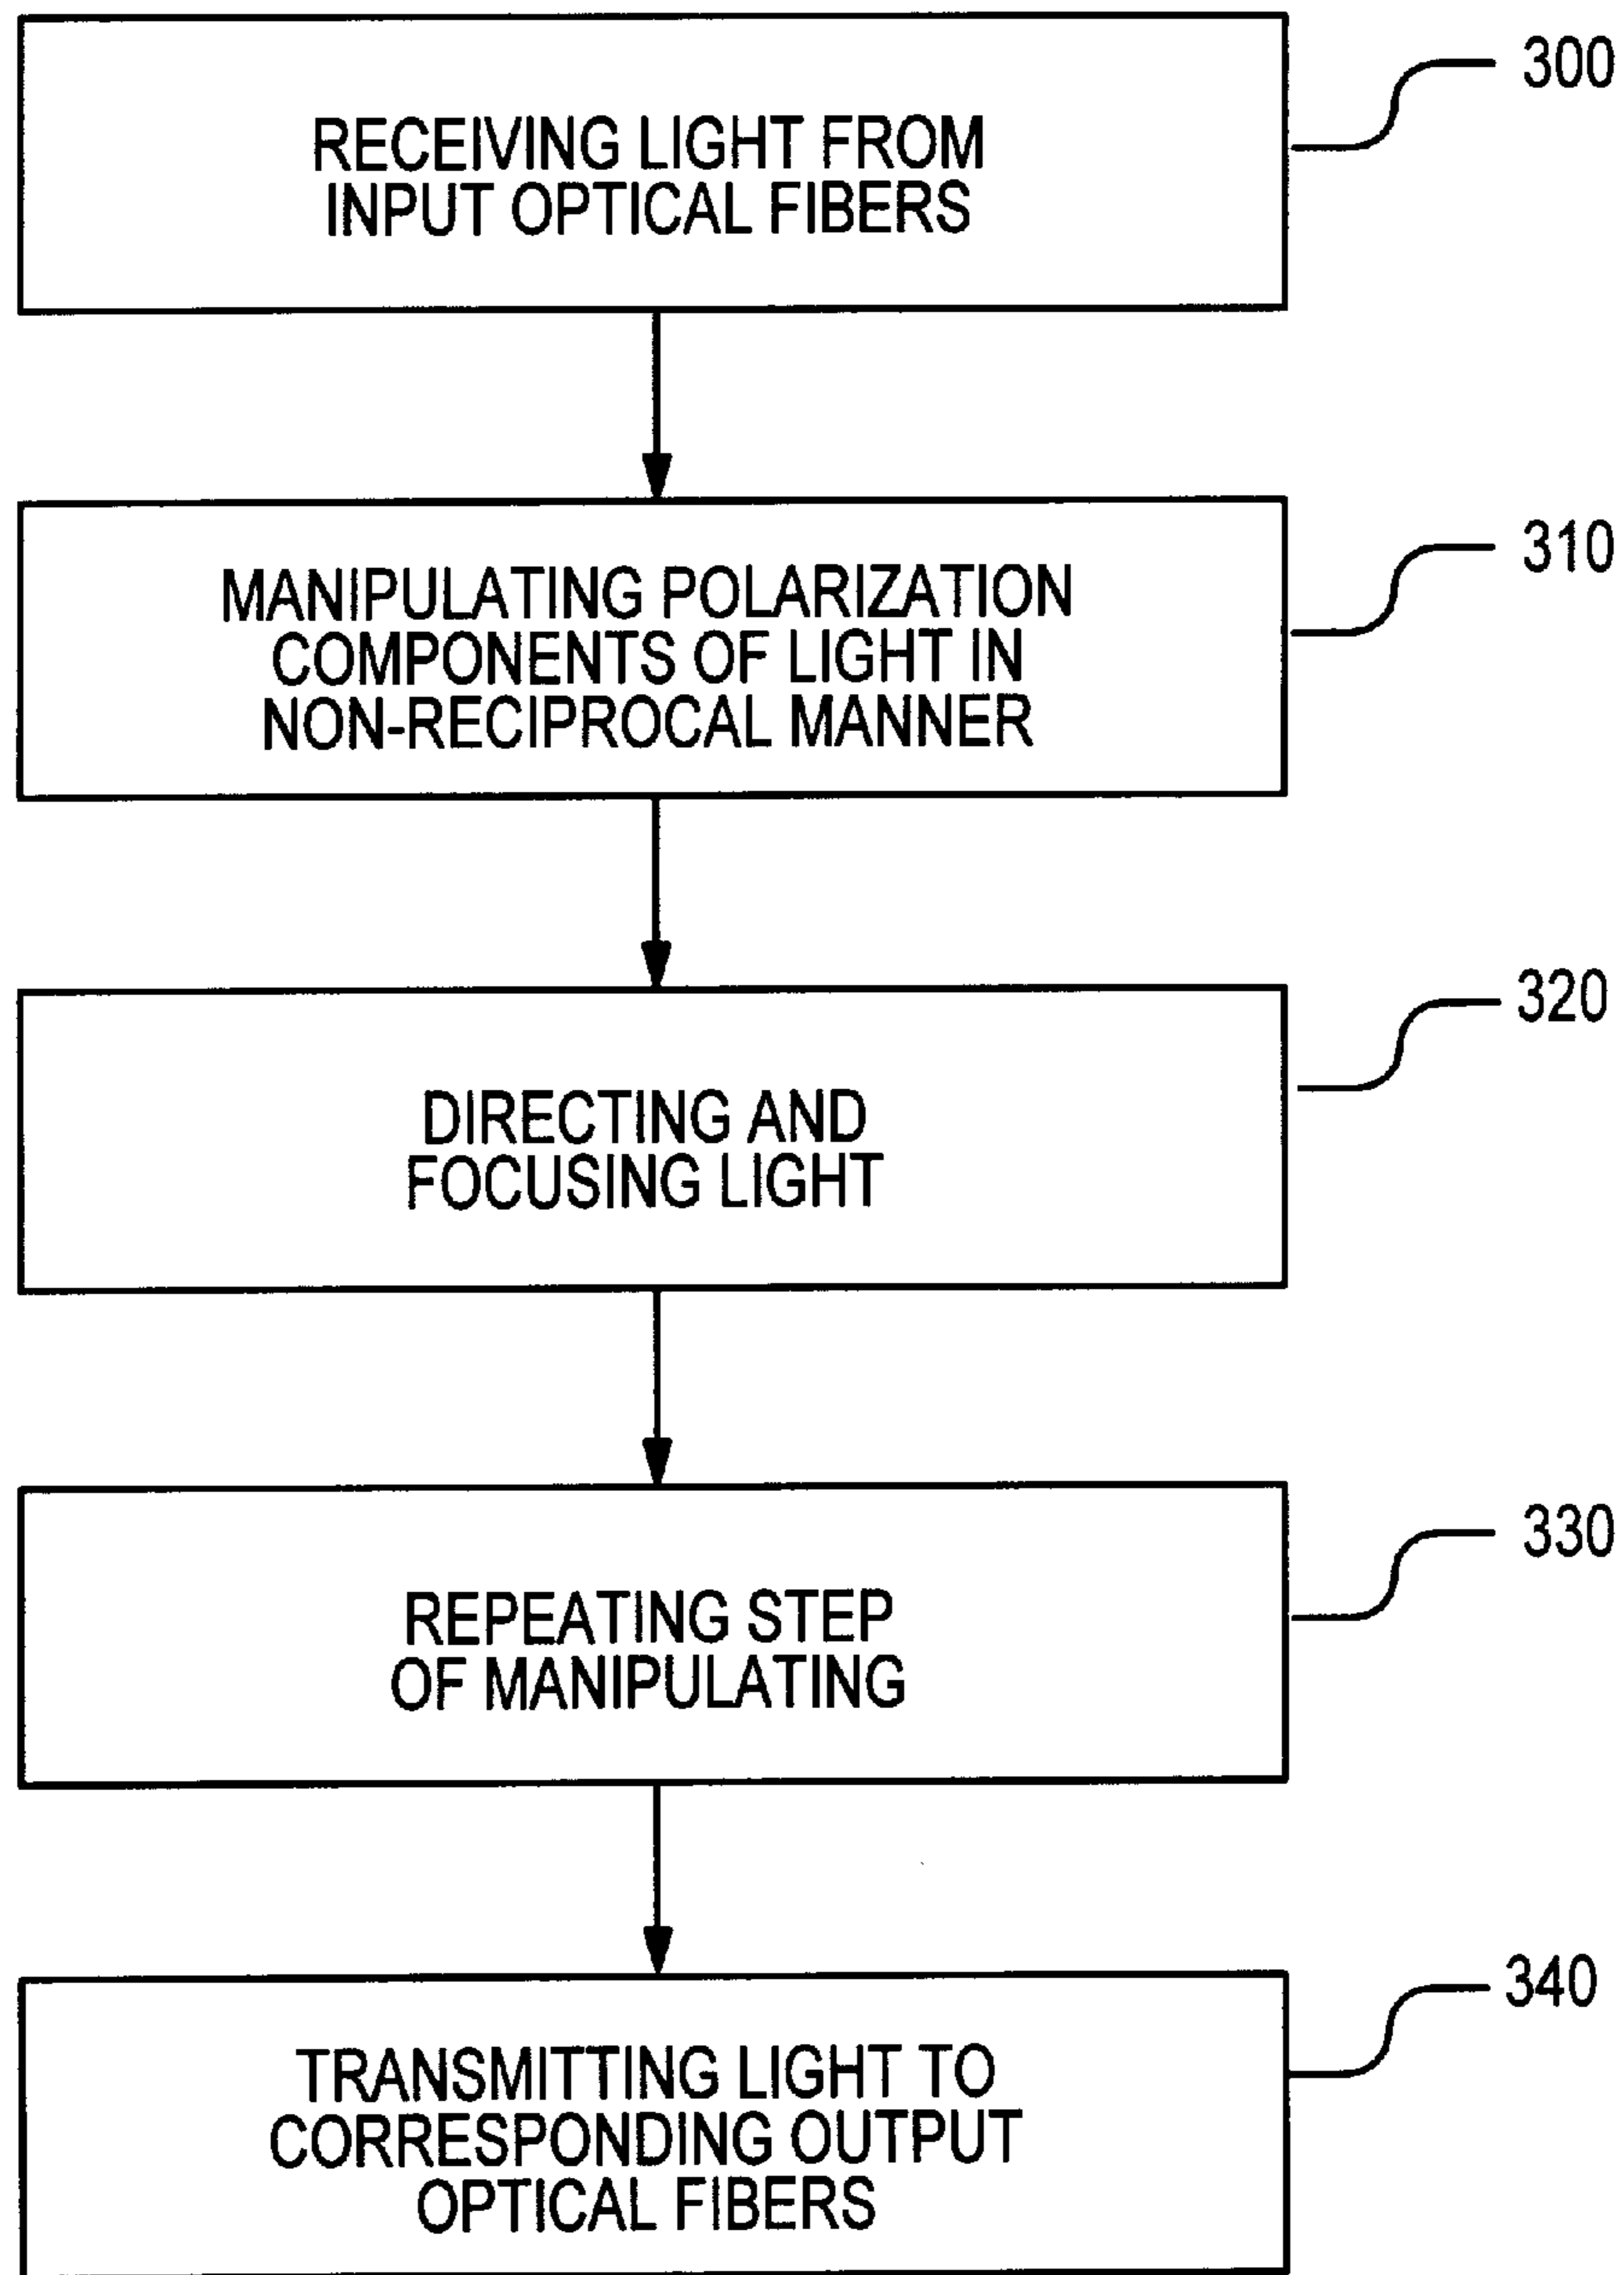 300
RECEIVING LIGHT FROM
INPUT OPTICAL FIBERS
310
MANIPULATING POLARIZATION
COMPONENTS OF LIGHT IN
NON-RECIPROCAL MANNER
320
DIRECTING AND
FOCUSING LIGHT
330
REPEATING STEP
OF MANIPULATING
340
TRANSMITTING LIGHT TO
CORRESPONDING OUTPUT
OPTICAL FIBERS